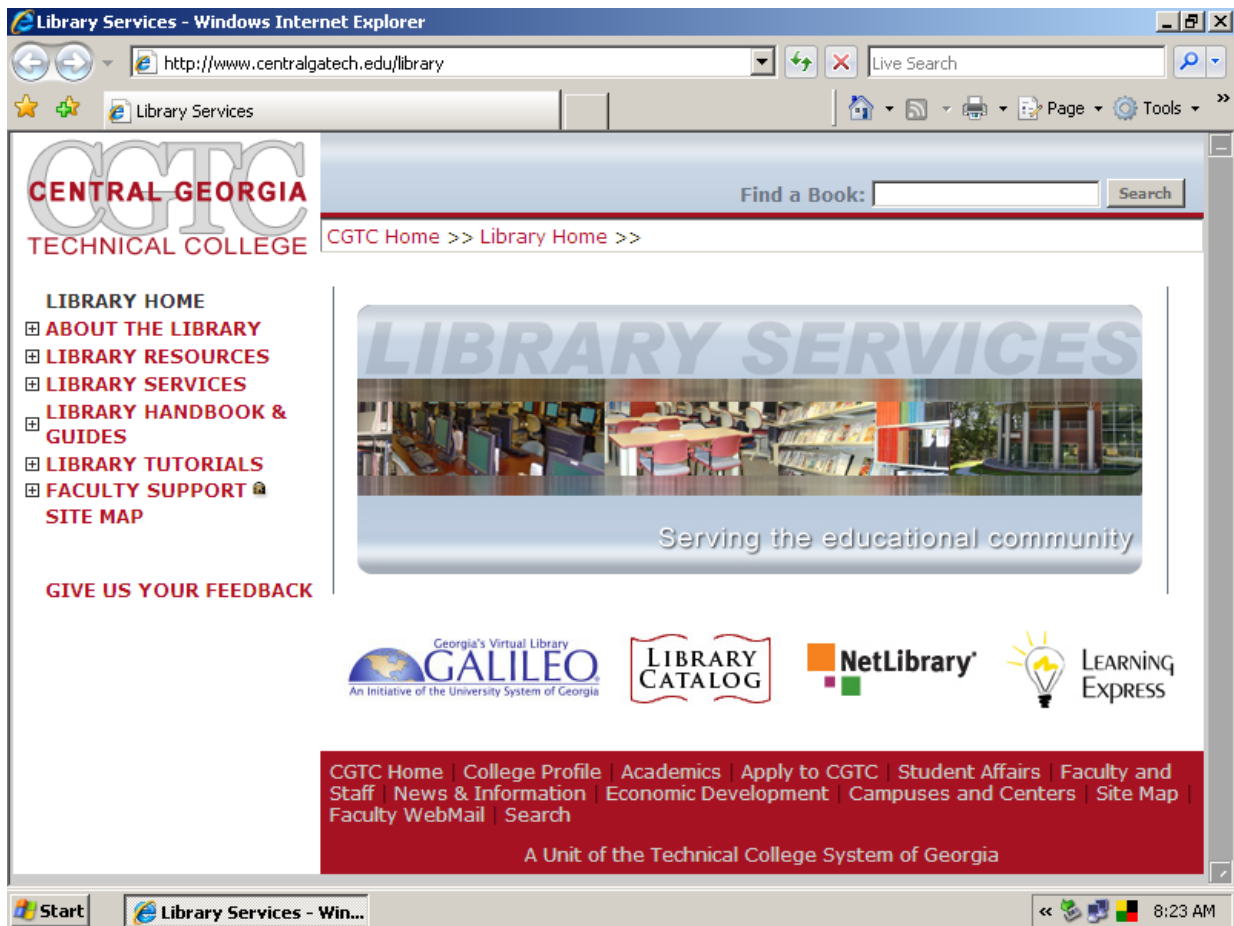 Library Services - Windows Internet Explorer
http://www.centralgatech.edu/library
Live Search
Library Services
Page
Tools
»
CGTC
CENTRAL GEORGIA
TECHNICAL COLLEGE
Find a Book:
Search
CGTC Home >> Library Home >>
LIBRARY HOME
ABOUT THE LIBRARY
LIBRARY RESOURCES
LIBRARY SERVICES
LIBRARY HANDBOOK &
GUIDES
LIBRARY TUTORIALS
FACULTY SUPPORT
SITE MAP
GIVE US YOUR FEEDBACK
LIBRARY SERVICES
Serving the educational community
Georgia's Virtual Library
GALILEO
An Initiative of the University System of Georgia
LIBRARY
CATALOG
NetLibrary
LEARNING
EXPRESS
CGTC Home | College Profile | Academics | Apply to CGTC | Student Affairs | Faculty and
Staff | News & Information | Economic Development | Campuses and Centers | Site Map |
Faculty WebMail | Search
A Unit of the Technical College System of Georgia
Start
Library Services - Win...
«
8:23 AM